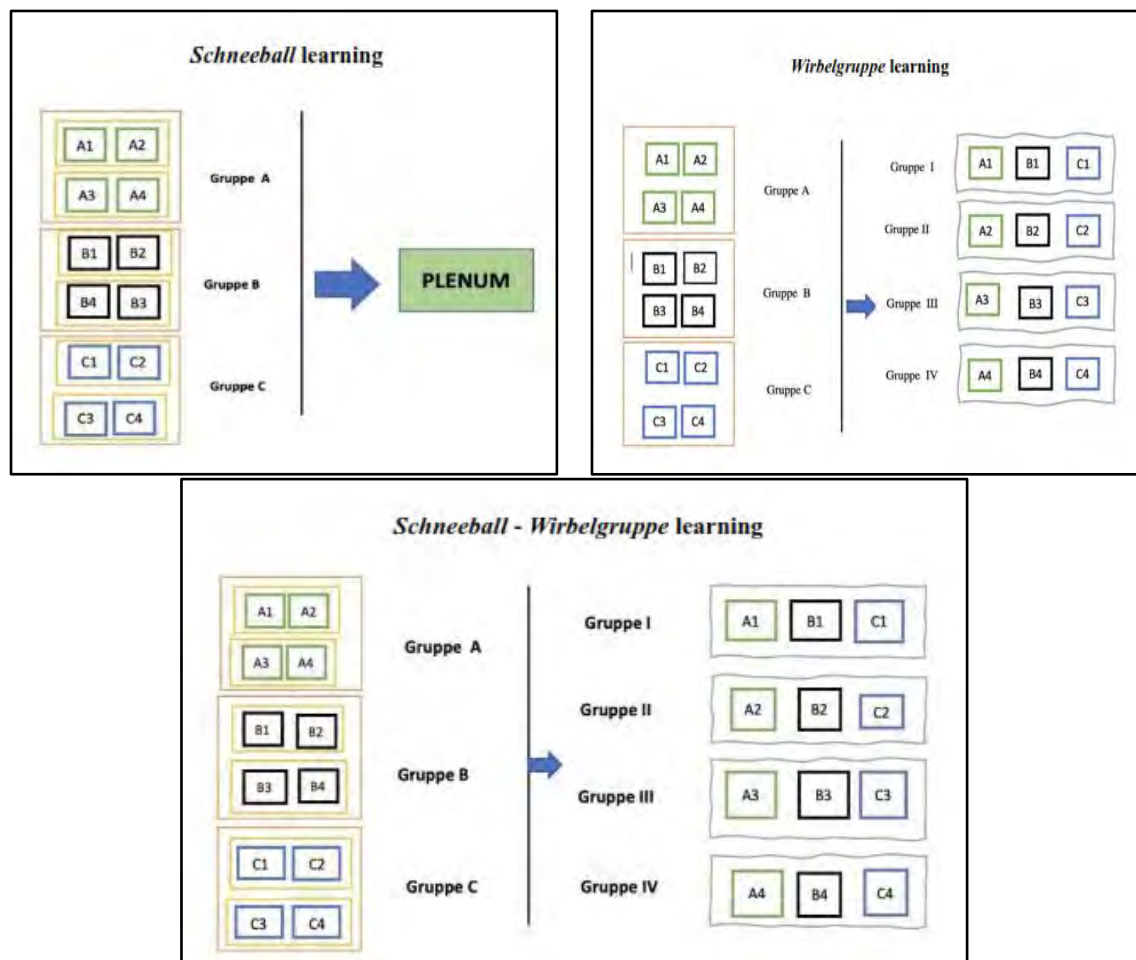 Schneeball learning
A1 A2
Gruppe A
A3 A4
B1 B2
Gruppe B
B4 B3
PLENUM
C1 C2
Gruppe C
C3 C4
Wirbelgruppe learning
A1 A2
A3 A4
Gruppe A
B1 B2
B3 B4
Gruppe B
C1 C2
C3 C4
Gruppe C
Gruppe I
A1 B1 C1
Gruppe II
A2 B2 C2
Gruppe III
A3 B3 C3
Gruppe IV
A4 B4 C4
Schneeball - Wirbelgruppe learning
A1 A2
A3 A4
Gruppe A
B1 B2
B3 B4
Gruppe B
C1 C2
C3 C4
Gruppe C
Gruppe I
A1 B1 C1
Gruppe II
A2 B2 C2
Gruppe III
A3 B3 C3
Gruppe IV
A4 B4 C4